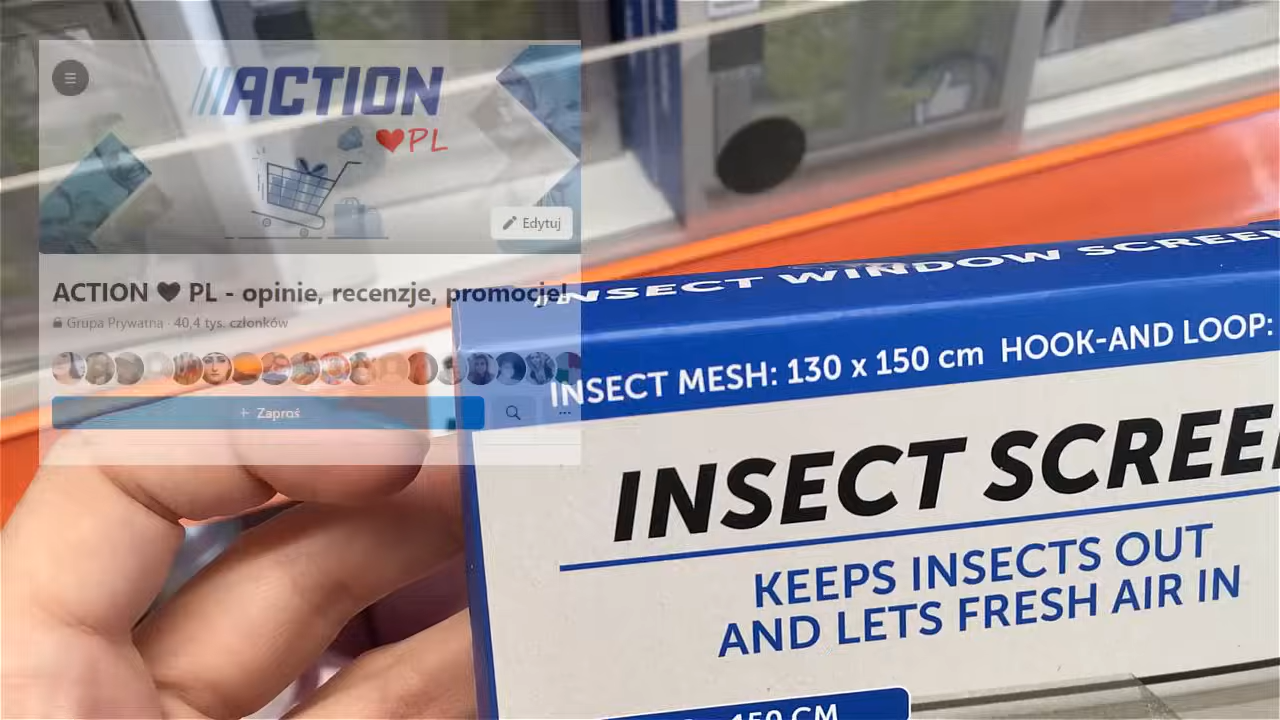 ACTION
PL
Edytuj
ACTION ♥ PL - opinie, recenzje, promocje!
Grupa Prywatna · 40,4 tys. członków
+ Zaproś
INSECT WINDOW SCREEN
INSECT MESH: 130 x 150 cm HOOK-AND LOOP:
INSECT SCREE
KEEPS INSECTS OUT
AND LETS FRESH AIR IN
150 CM